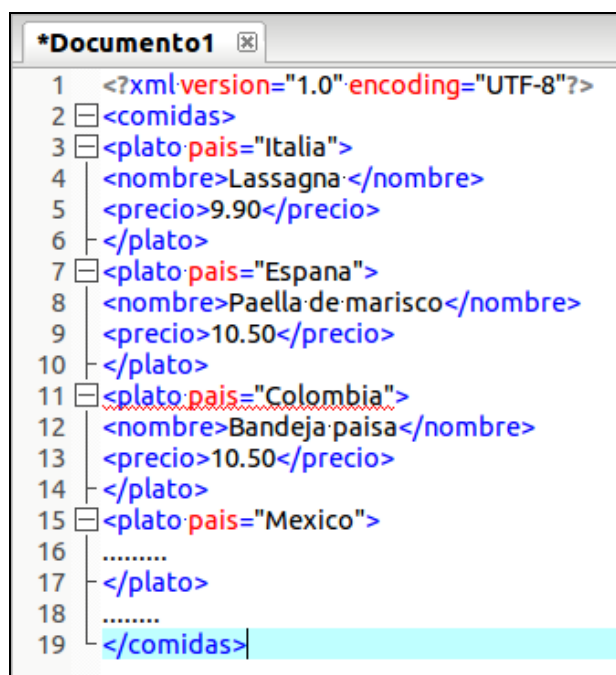 *Documento1
1 <?xml version="1.0" encoding="UTF-8"?>
2 <comidas>
3 <plato pais="Italia">
4 <nombre>Lassagna </nombre>
5 <precio>9.90</precio>
6 </plato>
7 <plato pais="Espana">
8 <nombre>Paella de marisco</nombre>
9 <precio>10.50</precio>
10 </plato>
11 <plato pais="Colombia">
12 <nombre>Bandeja paisa</nombre>
13 <precio>10.50</precio>
14 </plato>
15 <plato pais="Mexico">
16 .........
17 </plato>
18 ........
19 </comidas>